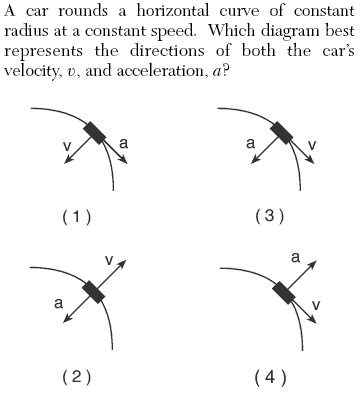 A car rounds a horizontal curve of constant
radius at a constant speed. Which diagram best
represents the directions of both the car's
velocity, v, and acceleration, a?
v a
(1)
a v
(3)
v
a
(2)
a
v
(4)